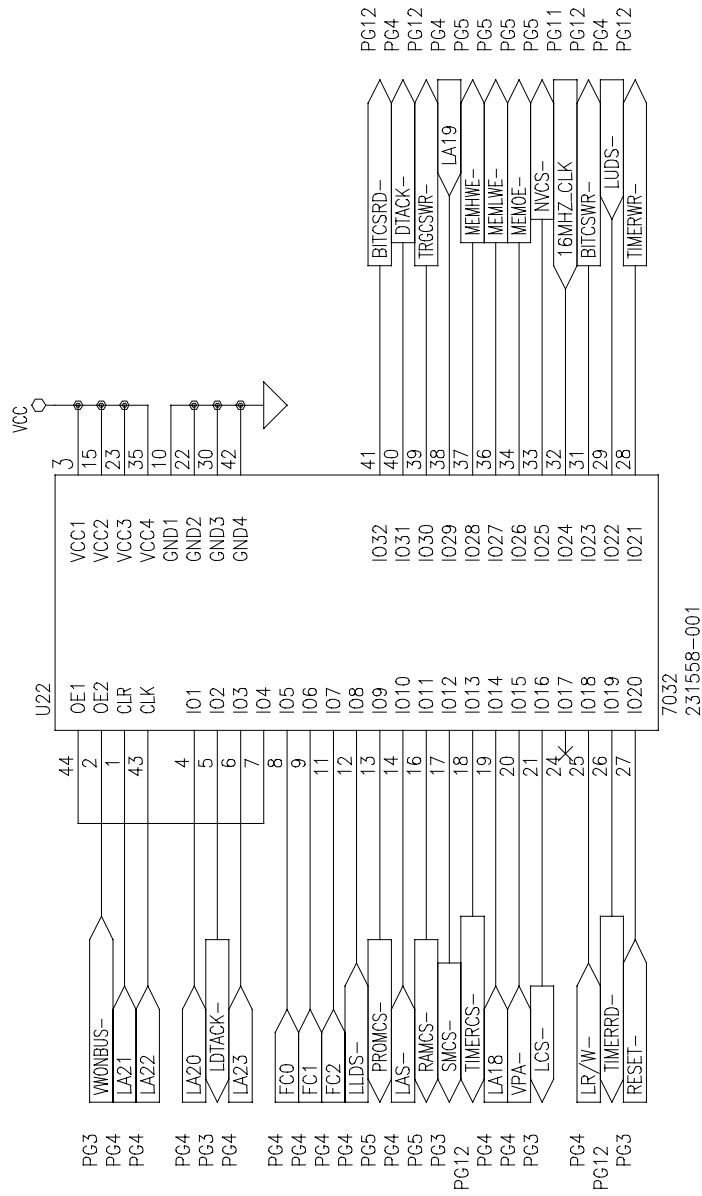 VCC
U22
44 OE1 VCC1 3
PG3 VWONBUS- 2 OE2 VCC2 15
PG4 LA21 1 CLR VCC3 23
PG4 LA22 43 CLK VCC4 35
GND1 10
PG4 LA20 4 IO1 GND2 22
PG3 LDTACK- 5 IO2 GND3 30
PG4 LA23 6 IO3 GND4 42
7 IO4
PG4 FC0 8 IO5
PG4 FC1 9 IO6
PG4 FC2 11 IO7
PG4 LLDS- 12 IO8
PG5 PROMCS- 13 IO9 IO32 41 BITCSRD- PG12
PG4 LAS- 14 IO10 IO31 40 DTACK- PG4
PG5 RAMCS- 16 IO11 IO30 39 TRGCSWR- PG12
PG3 SMCS- 17 IO12 IO29 38 LA19 PG4
PG12 TIMERCS- 18 IO13 IO28 37 MEMHWE- PG5
PG4 LA18 19 IO14 IO27 36 MEMLWE- PG5
PG4 VPA- 20 IO15 IO26 34 MEMOE- PG5
PG3 LCS- 21 IO16 IO25 33 NVCS- PG5
24 IO17 IO24 32 16MHZ_CLK PG11
PG4 LR/W- 25 IO18 IO23 31 BITCSWR- PG12
PG12 TIMERRD- 26 IO19 IO22 29 LUDS- PG4
PG3 RESET- 27 IO20 IO21 28 TIMERWR- PG12
7032
231558-001